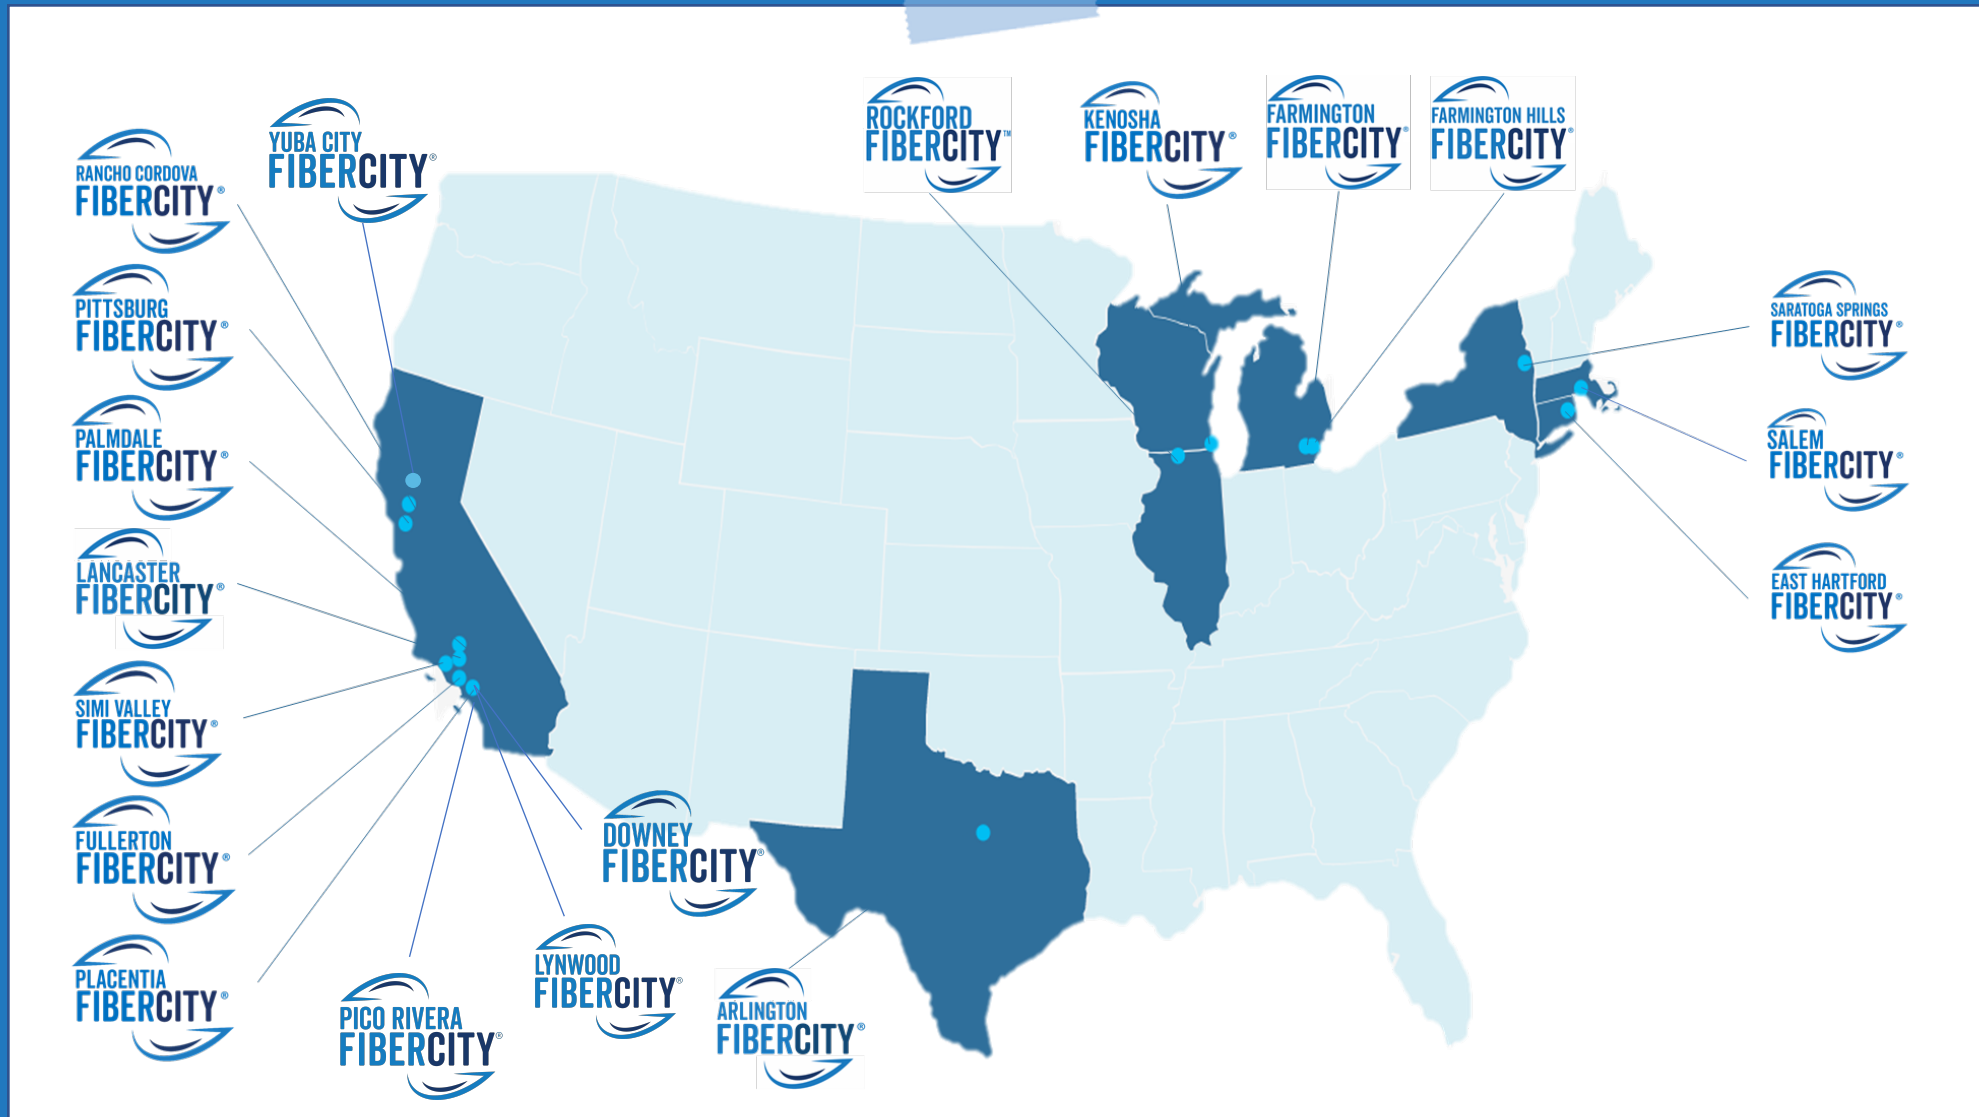 YUBA CITY
FIBERCITY®
RANCHO CORDOVA
FIBERCITY®
PITTSBURG
FIBERCITY®
PALMDALE
FIBERCITY®
LANCASTER
FIBERCITY®
SIMI VALLEY
FIBERCITY®
FULLERTON
FIBERCITY®
PLACENTIA
FIBERCITY®
PICO RIVERA
FIBERCITY®
LYNWOOD
FIBERCITY®
DOWNEY
FIBERCITY®
ARLINGTON
FIBERCITY®
ROCKFORD
FIBERCITY™
KENOSHA
FIBERCITY®
FARMINGTON
FIBERCITY®
FARMINGTON HILLS
FIBERCITY®
SARATOGA SPRINGS
FIBERCITY®
SALEM
FIBERCITY®
EAST HARTFORD
FIBERCITY®